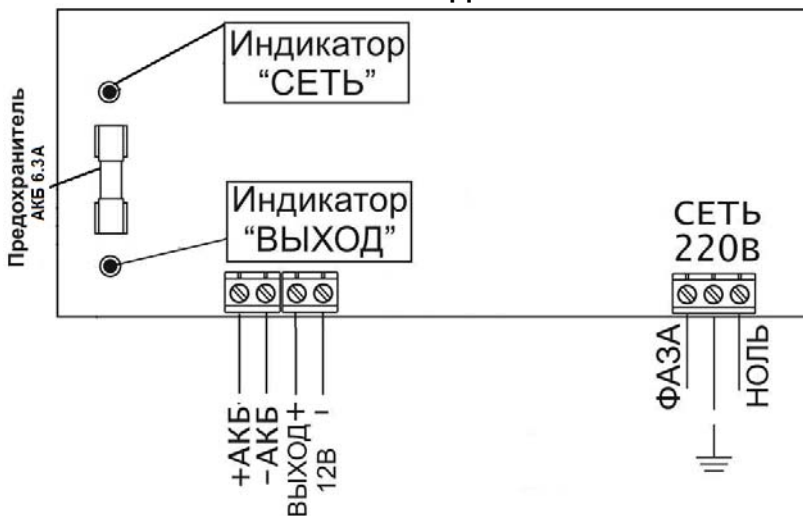 Индикатор
“СЕТЬ”
Предохранитель
АКБ 6.3А
Индикатор
“ВЫХОД”
СЕТЬ
220В
+АКБ
−АКБ
ВЫХОД+
12В −
ФАЗА
НОЛЬ